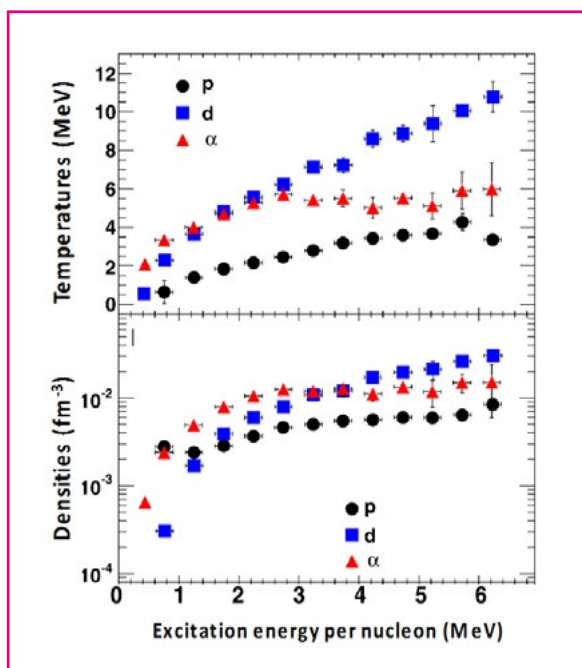 Temperatures (MeV)
12
10
8
6
4
2
0
p
d
α
Densities (fm⁻³)
10⁻²
10⁻³
10⁻⁴
p
d
α
0 1 2 3 4 5 6
Excitation energy per nucleon (MeV)